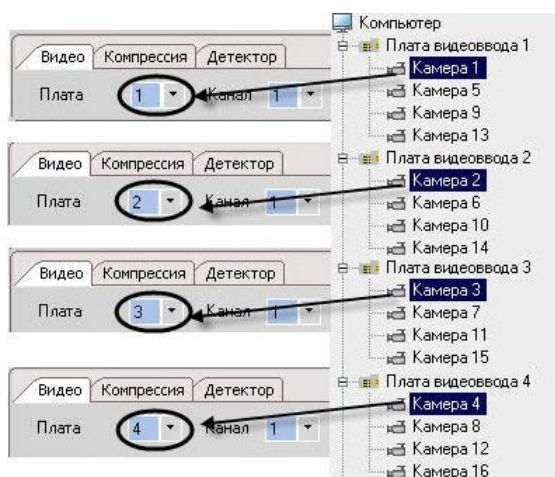 Компьютер
Плата видеоввода 1
Камера 1
Камера 5
Камера 9
Камера 13
Плата видеоввода 2
Камера 2
Камера 6
Камера 10
Камера 14
Плата видеоввода 3
Камера 3
Камера 7
Камера 11
Камера 15
Плата видеоввода 4
Камера 4
Камера 8
Камера 12
Камера 16
Видео Компрессия Детектор
Плата 1 Канал 1
Видео Компрессия Детектор
Плата 2 Канал 1
Видео Компрессия Детектор
Плата 3 Канал 1
Видео Компрессия Детектор
Плата 4 Канал 1